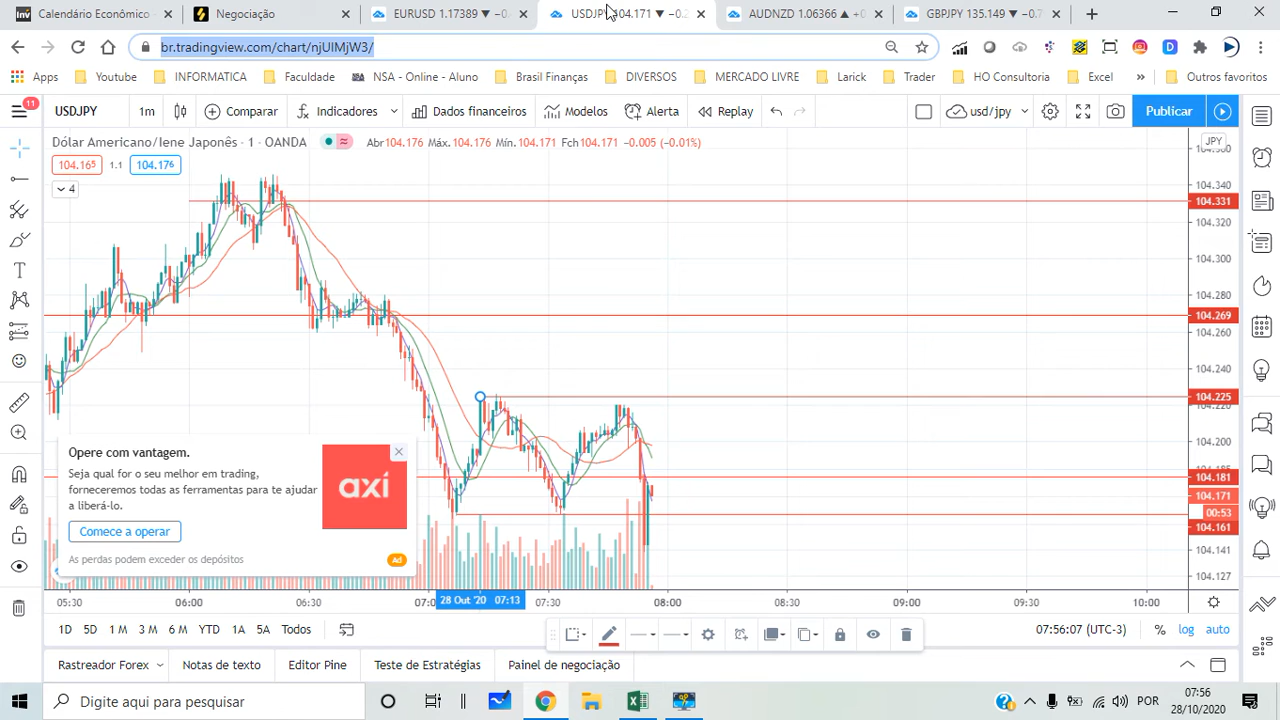 Calendário Econômico
Negociação
EURUSD 1.17389 ▼ −0.
USDJPY 104.171 ▼ −0.2
AUDNZD 1.06366 ▲ +0
GBPJPY 135.149 ▼ −0.
br.tradingview.com/chart/njUIMjW3/
Apps
Youtube
INFORMATICA
Faculdade
NSA - Online - Aluno
Brasil Finanças
DIVERSOS
MERCADO LIVRE
Larick
Trader
HO Consultoria
Excel
»
Outros favoritos
11
USDJPY
1m
Comparar
Indicadores
Dados financeiros
Modelos
Alerta
Replay
usd/jpy
Publicar
Dólar Americano/Iene Japonês · 1 · OANDA
Abr104.176 Máx.104.176 Mín.104.171 Fch104.171 −0.005 (−0.01%)
104.165 1.1 104.176
4
JPY
104.340
104.331
104.320
104.300
104.280
104.269
104.260
104.240
104.225
104.200
104.181
104.171
00:53
104.161
104.141
104.127
Opere com vantagem.
Seja qual for o seu melhor em trading,
forneceremos todas as ferramentas para te ajudar
a liberá-lo.
Comece a operar
As perdas podem exceder os depósitos
axi
Ad
05:30
06:00
06:30
07:0
28 Out '20 07:13
07:30
08:00
08:30
09:00
09:30
10:00
1D 5D 1 M 3 M 6 M YTD 1A 5A Todos
07:56:07 (UTC-3)
%
log
auto
Rastreador Forex
Notas de texto
Editor Pine
Teste de Estratégias
Painel de negociação
Digite aqui para pesquisar
POR
07:56
28/10/2020